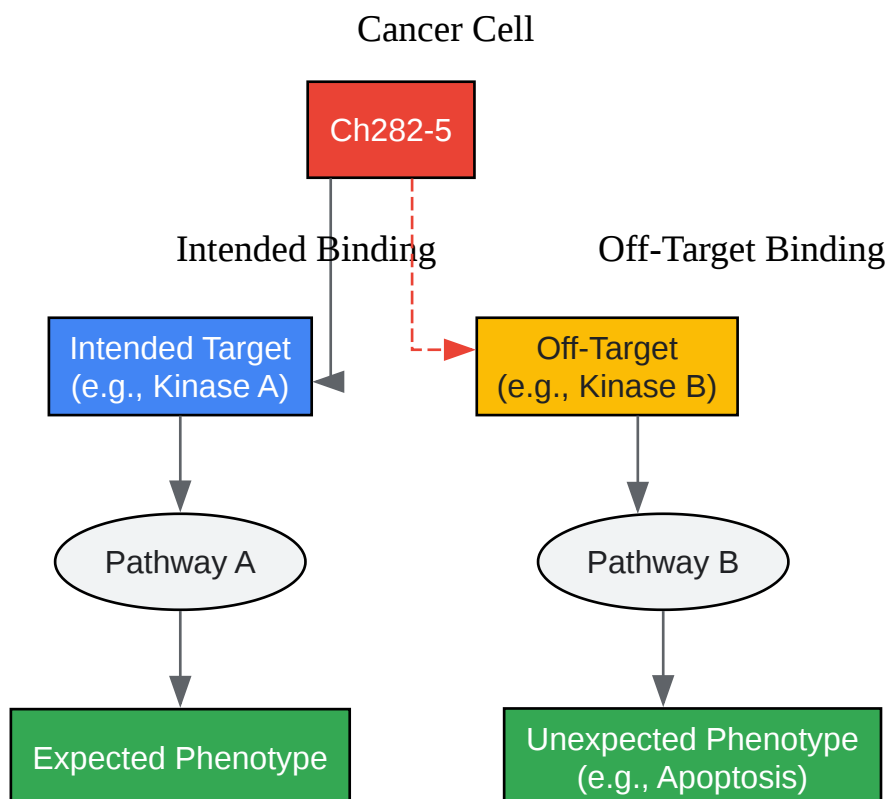 Cancer Cell
Ch282-5
Intended Binding
Off-Target Binding
Intended Target
(e.g., Kinase A)
Off-Target
(e.g., Kinase B)
Pathway A
Pathway B
Expected Phenotype
Unexpected Phenotype
(e.g., Apoptosis)